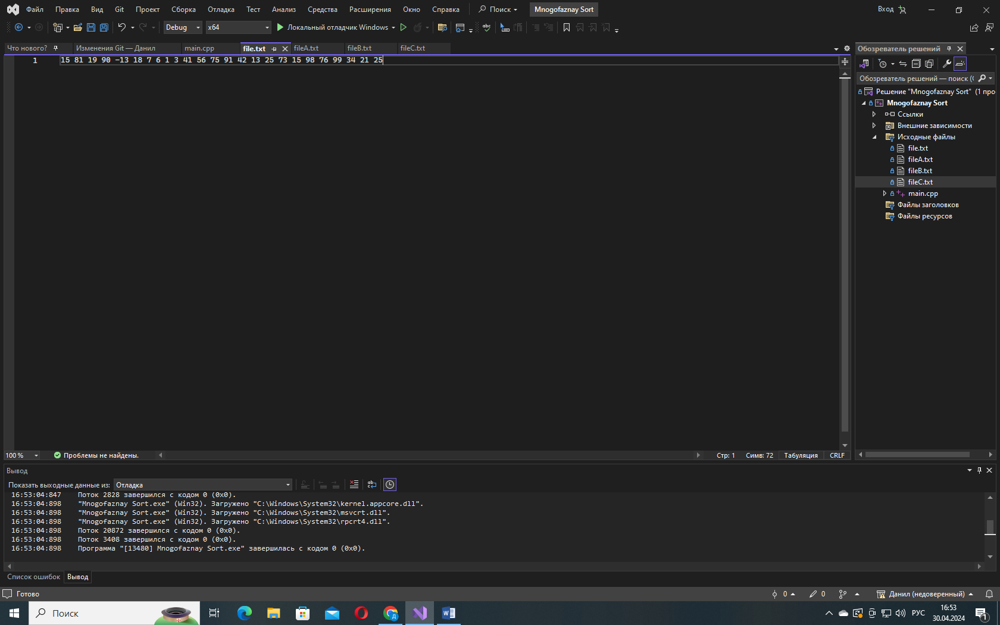 Файл Правка Вид Git Проект Сборка Отладка Тест Анализ Средства Расширения Окно Справка Поиск Mnogofaznay Sort Вход
Debug x64 Локальный отладчик Windows
Что нового? Изменения Git — Данил main.cpp file.txt fileA.txt fileB.txt fileC.txt
1 15 81 19 90 -13 18 7 6 1 3 41 56 75 91 42 13 25 73 15 98 76 99 34 21 25
100 % Проблемы не найдены. Стр: 1 Симв: 72 Табуляция CRLF
Обозреватель решений
Обозреватель решений — поиск (
Решение "Mnogofaznay Sort" (1 про
Mnogofaznay Sort
Ссылки
Внешние зависимости
Исходные файлы
file.txt
fileA.txt
fileB.txt
fileC.txt
main.cpp
Файлы заголовков
Файлы ресурсов
Вывод
Показать выходные данные из: Отладка
16:53:04:847 Поток 2828 завершился с кодом 0 (0x0).
16:53:04:898 "Mnogofaznay Sort.exe" (Win32). Загружено "C:\Windows\System32\kernel.appcore.dll".
16:53:04:898 "Mnogofaznay Sort.exe" (Win32). Загружено "C:\Windows\System32\msvcrt.dll".
16:53:04:898 "Mnogofaznay Sort.exe" (Win32). Загружено "C:\Windows\System32\rpcrt4.dll".
16:53:04:898 Поток 20872 завершился с кодом 0 (0x0).
16:53:04:898 Поток 3408 завершился с кодом 0 (0x0).
16:53:04:898 Программа "[13480] Mnogofaznay Sort.exe" завершилась с кодом 0 (0x0).
Список ошибок Вывод
Готово 0 0 Данил (недоверенный)
Поиск РУС 16:53
30.04.2024 1